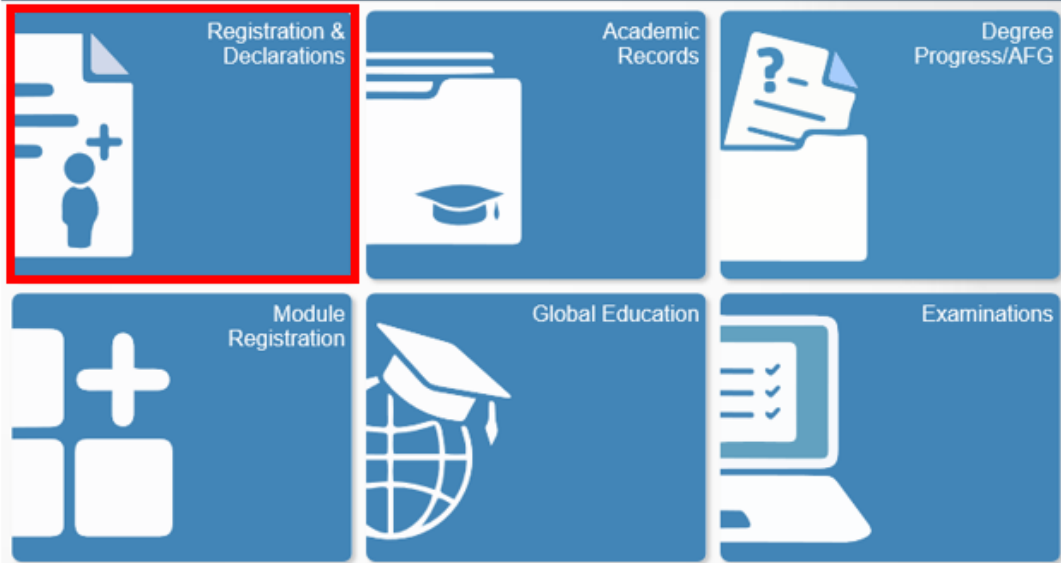 Registration &
Declarations
Academic
Records
Degree
Progress/AFG
Module
Registration
Global Education
Examinations